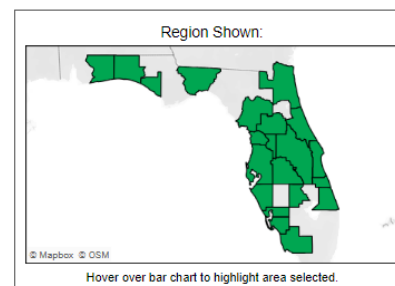 Region Shown:
© Mapbox © OSM
Hover over bar chart to highlight area selected.